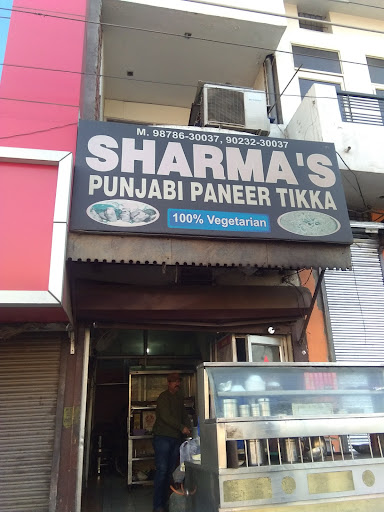 M. 98786-30037, 90232-30037
SHARMA'S
PUNJABI PANEER TIKKA
100% Vegetarian